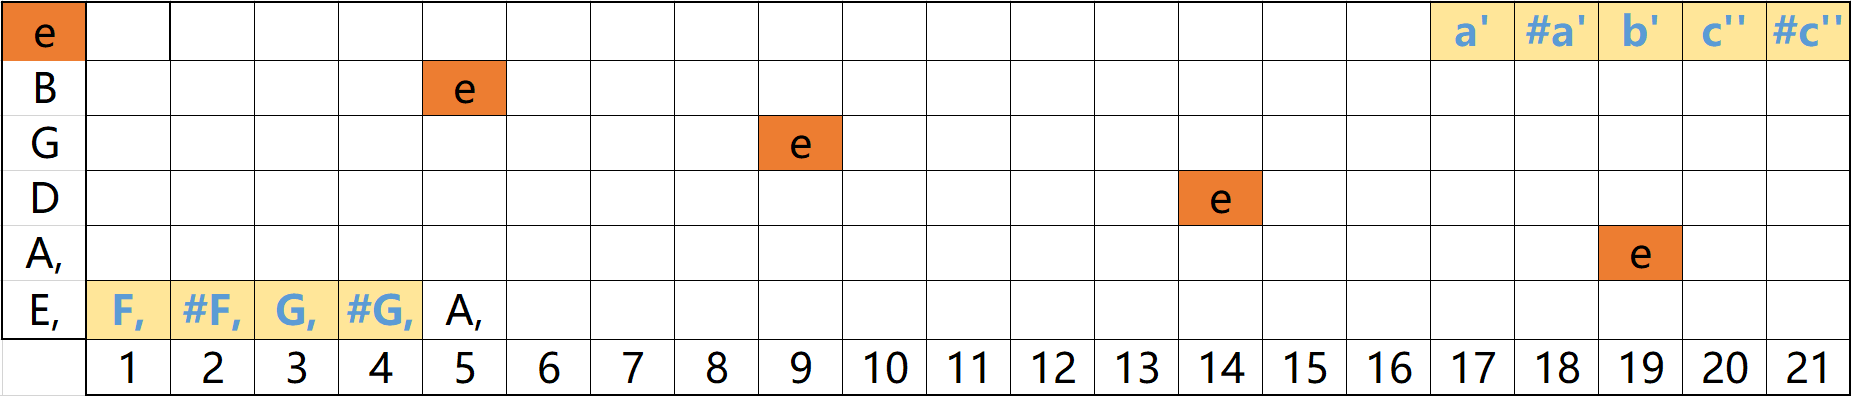 e a' #a' b' c'' #c''
B e
G e
D e
A, e
E, F, #F, G, #G, A,
1 2 3 4 5 6 7 8 9 10 11 12 13 14 15 16 17 18 19 20 21